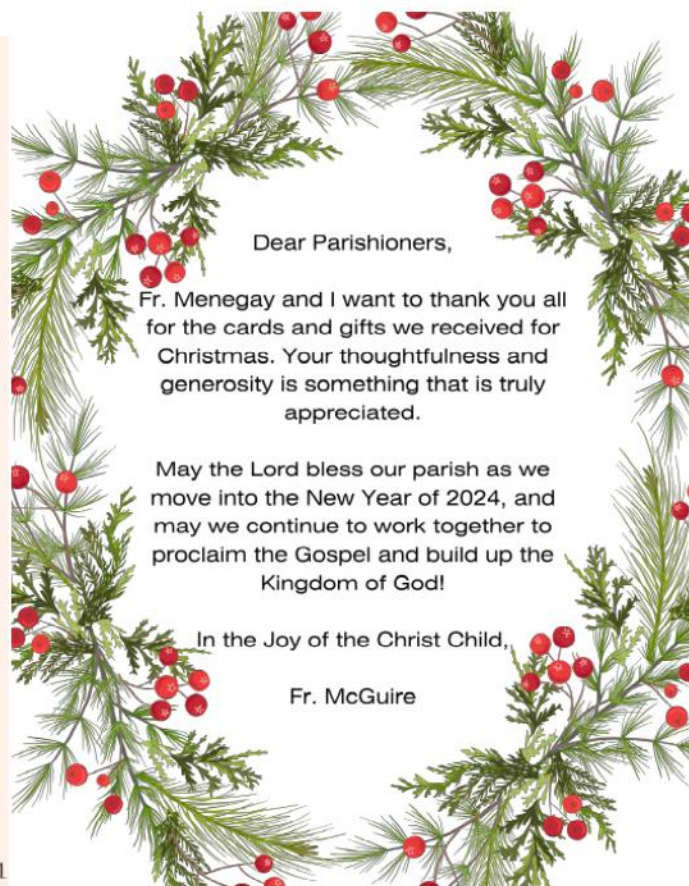 Dear Parishioners,
Fr. Menegay and I want to thank you all
for the cards and gifts we received for
Christmas. Your thoughtfulness and
generosity is something that is truly
appreciated.
May the Lord bless our parish as we
move into the New Year of 2024, and
may we continue to work together to
proclaim the Gospel and build up the
Kingdom of God!
In the Joy of the Christ Child,
Fr. McGuire